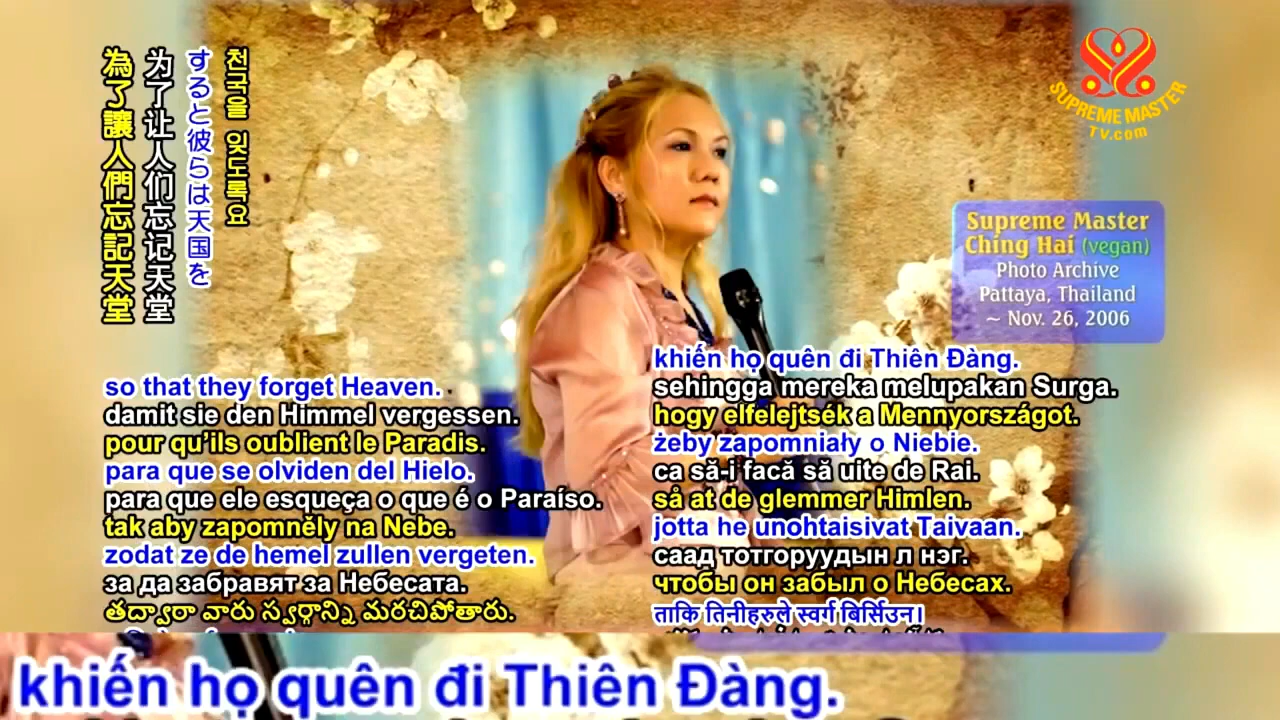 천국을 잊도록요
すると彼らは天国を
为了让人们忘记天堂
為了讓人們忘記天堂
SUPREME MASTER
TV.com
Supreme Master
Ching Hai (vegan)
Photo Archive
Pattaya, Thailand
~ Nov. 26, 2006
so that they forget Heaven.
damit sie den Himmel vergessen.
pour qu’ils oublient le Paradis.
para que se olviden del Hielo.
para que ele esqueça o que é o Paraíso.
tak aby zapomněly na Nebe.
zodat ze de hemel zullen vergeten.
за да забравят за Небесата.
తద్వారా వారు స్వర్గాన్ని మరచిపోతారు.
khiến họ quên đi Thiên Đàng.
sehingga mereka melupakan Surga.
hogy elfelejtsék a Mennyországot.
żeby zapomniały o Niebie.
ca să-i facă să uite de Rai.
så at de glemmer Himlen.
jotta he unohtaisivat Taivaan.
саад тотгоруудын л нэг.
чтобы он забыл о Небесах.
ताकि तिनीहरुले स्वर्ग बिर्सिउन।
khiến họ quên đi Thiên Đàng.